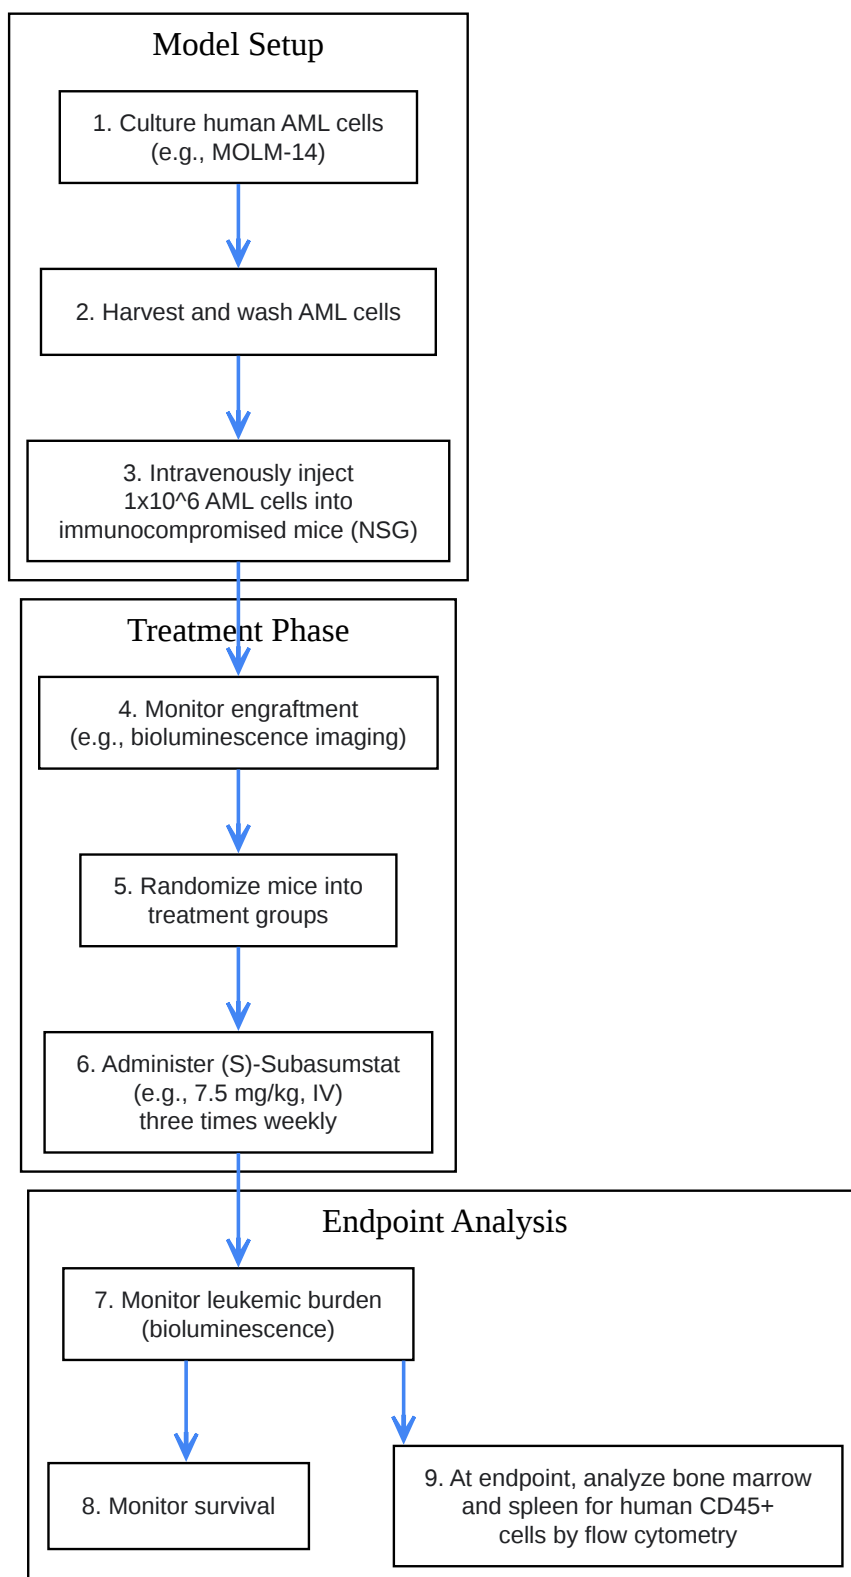 Model Setup
1. Culture human AML cells
(e.g., MOLM-14)
2. Harvest and wash AML cells
3. Intravenously inject
1x10^6 AML cells into
immunocompromised mice (NSG)
Treatment Phase
4. Monitor engraftment
(e.g., bioluminescence imaging)
5. Randomize mice into
treatment groups
6. Administer (S)-Subasumstat
(e.g., 7.5 mg/kg, IV)
three times weekly
Endpoint Analysis
7. Monitor leukemic burden
(bioluminescence)
8. Monitor survival
9. At endpoint, analyze bone marrow
and spleen for human CD45+
cells by flow cytometry